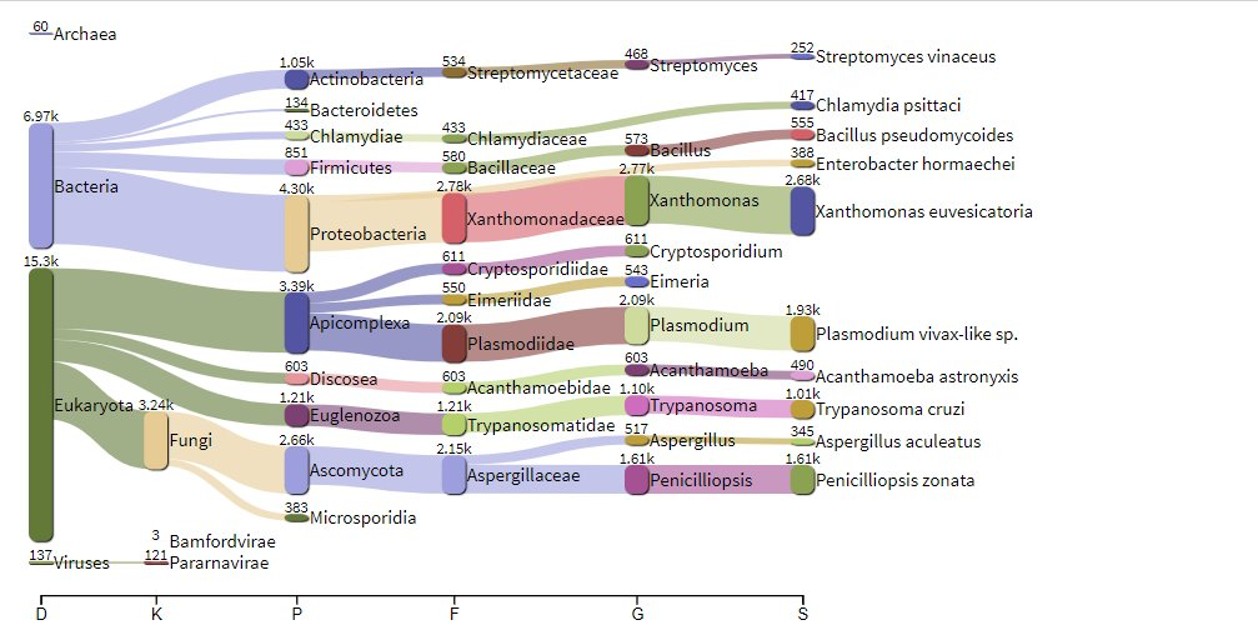 60 Archaea
6.97k Bacteria
15.3k Eukaryota
137 Viruses
3.24k Fungi
3 Bamfordvirae
121 Pararnavirae
1.05k Actinobacteria
134 Bacteroidetes
433 Chlamydiae
851 Firmicutes
4.30k Proteobacteria
3.39k Apicomplexa
603 Discosea
1.21k Euglenozoa
2.66k Ascomycota
383 Microsporidia
534 Streptomycetaceae
433 Chlamydiaceae
580 Bacillaceae
2.78k Xanthomonadaceae
611 Cryptosporidiidae
550 Eimeriidae
2.09k Plasmodiidae
603 Acanthamoebidae
1.21k Trypanosomatidae
2.15k Aspergillaceae
468 Streptomyces
573 Bacillus
2.77k Xanthomonas
611 Cryptosporidium
543 Eimeria
2.09k Plasmodium
603 Acanthamoeba
1.10k Trypanosoma
517 Aspergillus
1.61k Penicilliopsis
252 Streptomyces vinaceus
417 Chlamydia psittaci
555 Bacillus pseudomycoides
388 Enterobacter hormaechei
2.68k Xanthomonas euvesicatoria
1.93k Plasmodium vivax-like sp.
490 Acanthamoeba astronyxis
1.01k Trypanosoma cruzi
345 Aspergillus aculeatus
1.61k Penicilliopsis zonata
D K P F G S